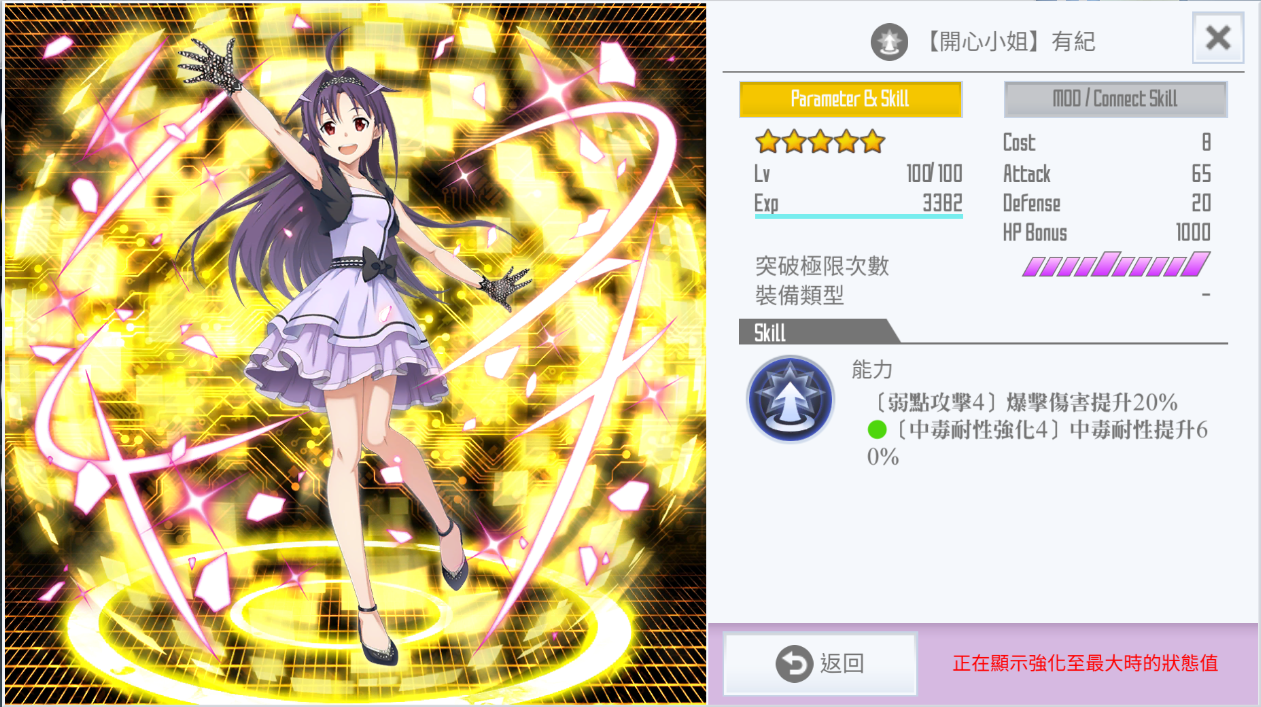 【開心小姐】有紀
Parameter & Skill
MOD / Connect Skill
Lv 100/100
Exp 3382
Cost 8
Attack 65
Defense 20
HP Bonus 1000
突破極限次數
裝備類型 -
Skill
能力
〔弱點攻擊4〕爆擊傷害提升20%
〔中毒耐性強化4〕中毒耐性提升6
0%
返回
正在顯示強化至最大時的狀態值